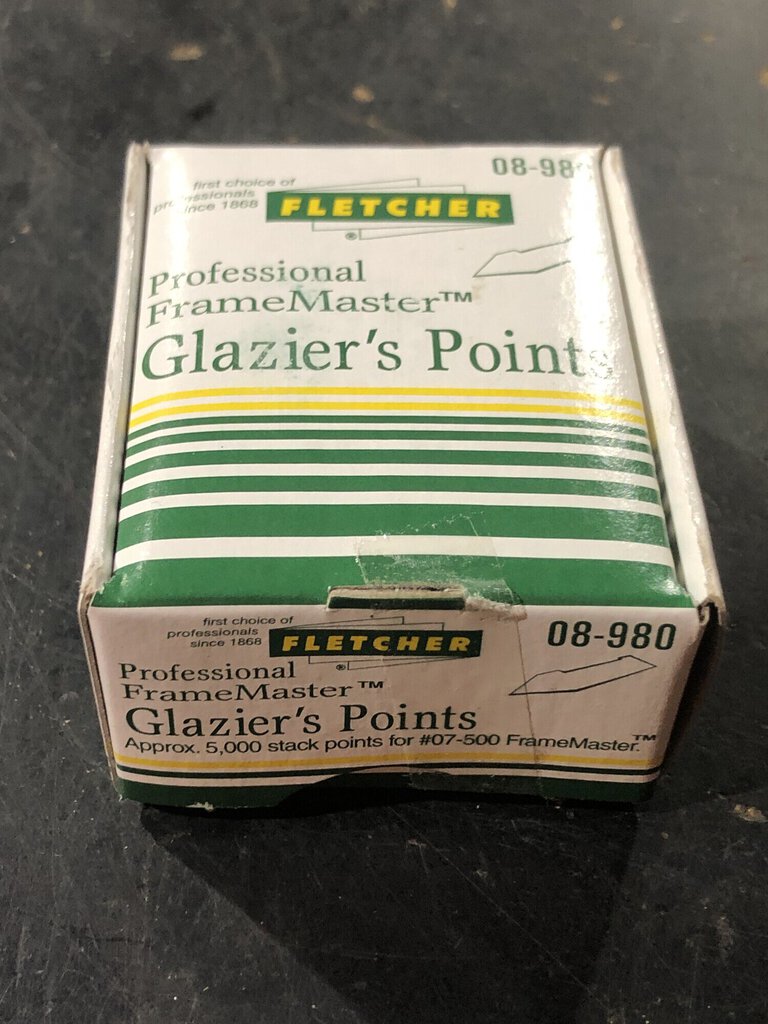 08-98
first choice of
professionals
since 1868
FLETCHER
®
Professional
FrameMaster™
Glazier's Points
first choice of
professionals
since 1868
FLETCHER
®
08-980
Professional
FrameMaster™
Glazier's Points
Approx. 5,000 stack points for #07-500 FrameMaster.™